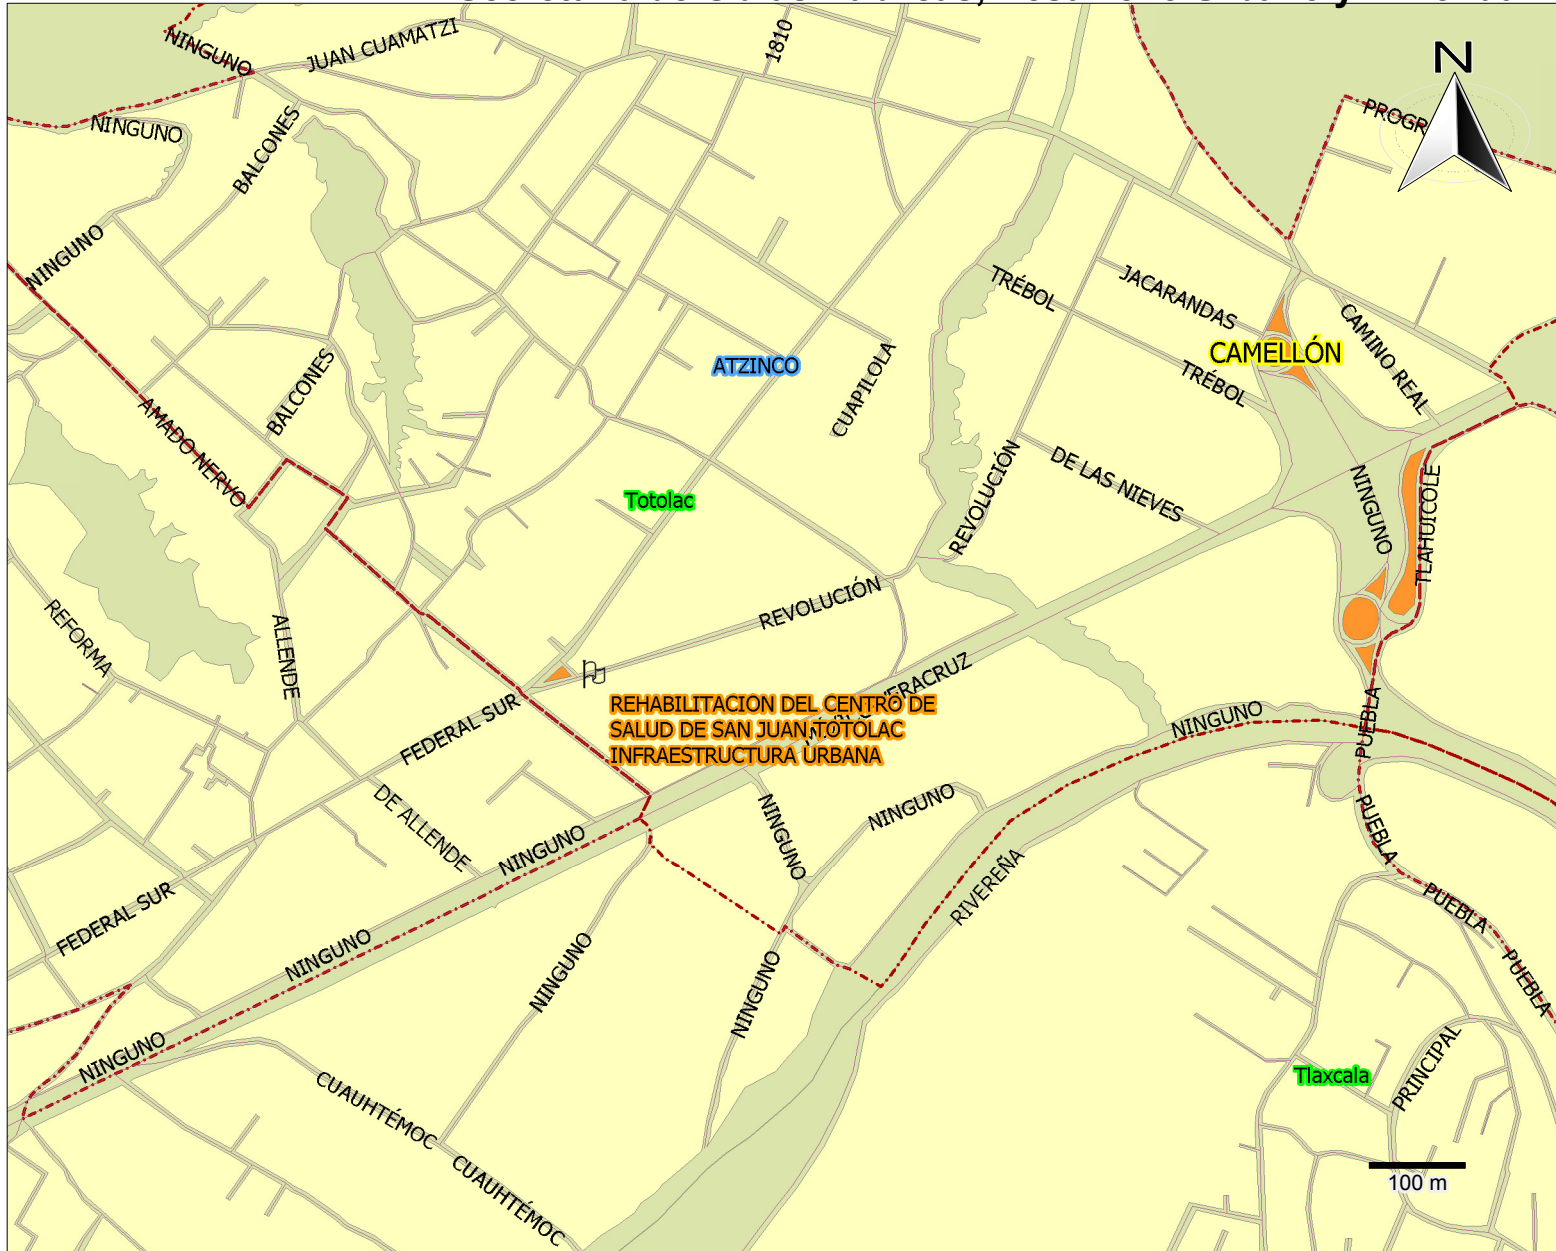 NINGUNO
JUAN CUAMATZI
1810
N
PROGR
NINGUNO
BALCONES
NINGUNO
TRÉBOL
JACARANDAS
CAMINO REAL
CAMELLÓN
TRÉBOL
ATZINCO
CUAPILOLA
BALCONES
AMADO NERVO
REVOLUCIÓN
DE LAS NIEVES
NINGUNO
TLAHUICOLE
Totolac
REFORMA
ALLENDE
REVOLUCIÓN
FEDERAL SUR
VERACRUZ
REHABILITACION DEL CENTRO DE
SALUD DE SAN JUAN TOTOLAC
INFRAESTRUCTURA URBANA
NINGUNO
PUEBLA
DE ALLENDE
NINGUNO
NINGUNO
NINGUNO
PUEBLA
RIVEREÑA
FEDERAL SUR
NINGUNO
NINGUNO
NINGUNO
PUEBLA
PUEBLA
NINGUNO
CUAUHTÉMOC
CUAUHTÉMOC
Tlaxcala
PRINCIPAL
100 m